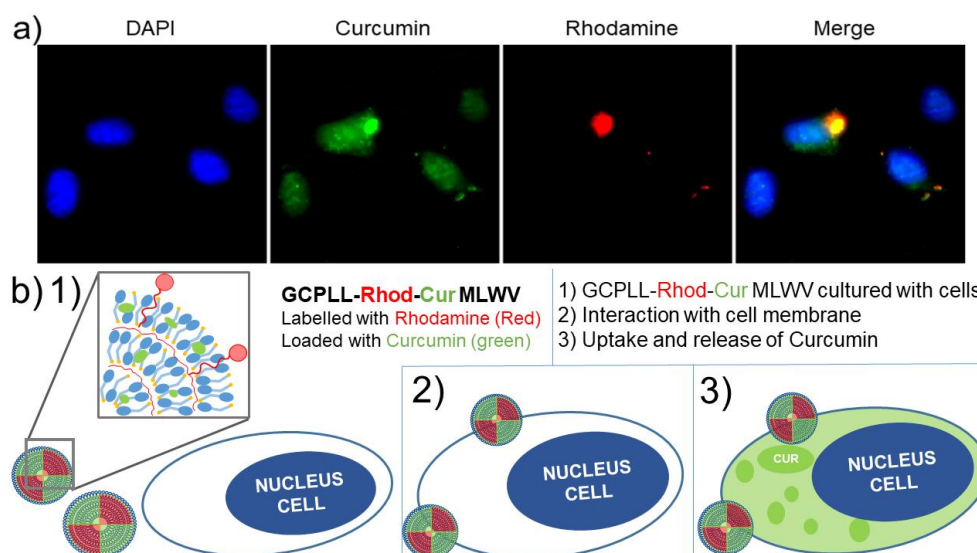 a)
DAPI
Curcumin
Rhodamine
Merge
b) 1)
GCPLL-Rhod-Cur MLWV
Labelled with Rhodamine (Red)
Loaded with Curcumin (green)
1) GCPLL-Rhod-Cur MLWV cultured with cells
2) Interaction with cell membrane
3) Uptake and release of Curcumin
NUCLEUS
CELL
2)
NUCLEUS
CELL
3)
CUR
NUCLEUS
CELL